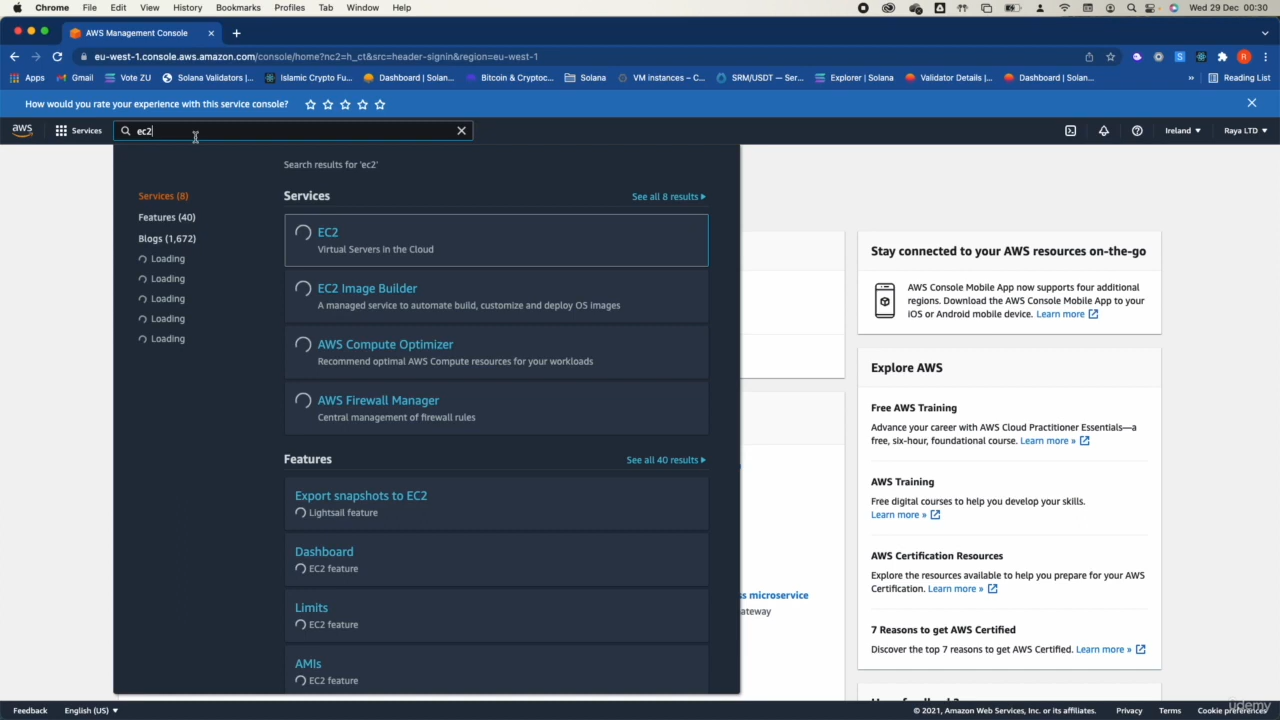 Chrome File Edit View History Bookmarks Profiles Tab Window Help Wed 29 Dec 00:30
AWS Management Console
eu-west-1.console.aws.amazon.com/console/home?nc2=h_ct&src=header-signin&region=eu-west-1
Apps Gmail Vote ZU Solana Validators |... Islamic Crypto Fu... Dashboard | Solan... Bitcoin & Cryptoc... Solana VM instances – C... SRM/USDT — Ser... Explorer | Solana Validator Details |... Dashboard | Solan... » Reading List
How would you rate your experience with this service console?
aws Services ec2 Ireland Raya LTD
Search results for 'ec2'
Services (8)
Features (40)
Blogs (1,672)
Loading
Loading
Loading
Loading
Loading
Services See all 8 results
EC2
Virtual Servers in the Cloud
EC2 Image Builder
A managed service to automate build, customize and deploy OS images
AWS Compute Optimizer
Recommend optimal AWS Compute resources for your workloads
AWS Firewall Manager
Central management of firewall rules
Features See all 40 results
Export snapshots to EC2
Lightsail feature
Dashboard
EC2 feature
Limits
EC2 feature
AMIs
EC2 feature
s microservice
ateway
Stay connected to your AWS resources on-the-go
AWS Console Mobile App now supports four additional
regions. Download the AWS Console Mobile App to your
iOS or Android mobile device. Learn more
Explore AWS
Free AWS Training
Advance your career with AWS Cloud Practitioner Essentials—a
free, six-hour, foundational course. Learn more »
AWS Training
Free digital courses to help you develop your skills.
Learn more »
AWS Certification Resources
Explore the resources available to help you prepare for your AWS
Certification. Learn more »
7 Reasons to get AWS Certified
Discover the top 7 reasons to get AWS Certified. Learn more »
Feedback English (US) © 2021, Amazon Web Services, Inc. or its affiliates. Privacy Terms Cookie preferences
udemy